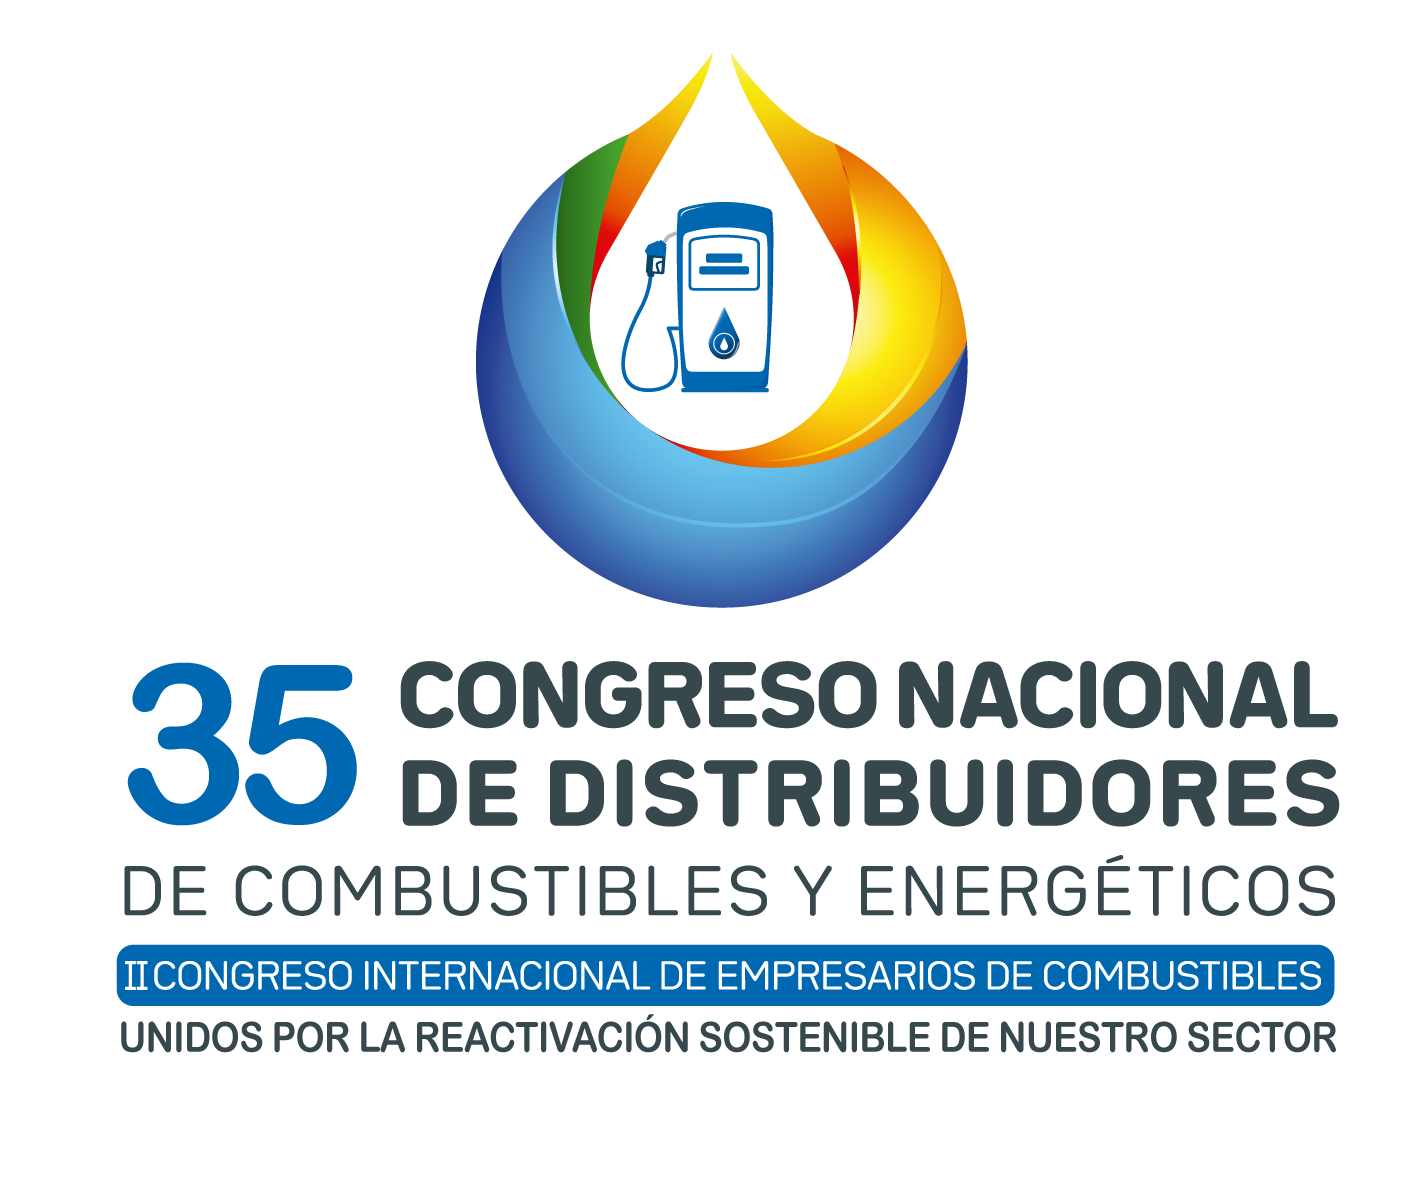 35 CONGRESO NACIONAL
DE DISTRIBUIDORES
DE COMBUSTIBLES Y ENERGÉTICOS
II CONGRESO INTERNACIONAL DE EMPRESARIOS DE COMBUSTIBLES
UNIDOS POR LA REACTIVACIÓN SOSTENIBLE DE NUESTRO SECTOR